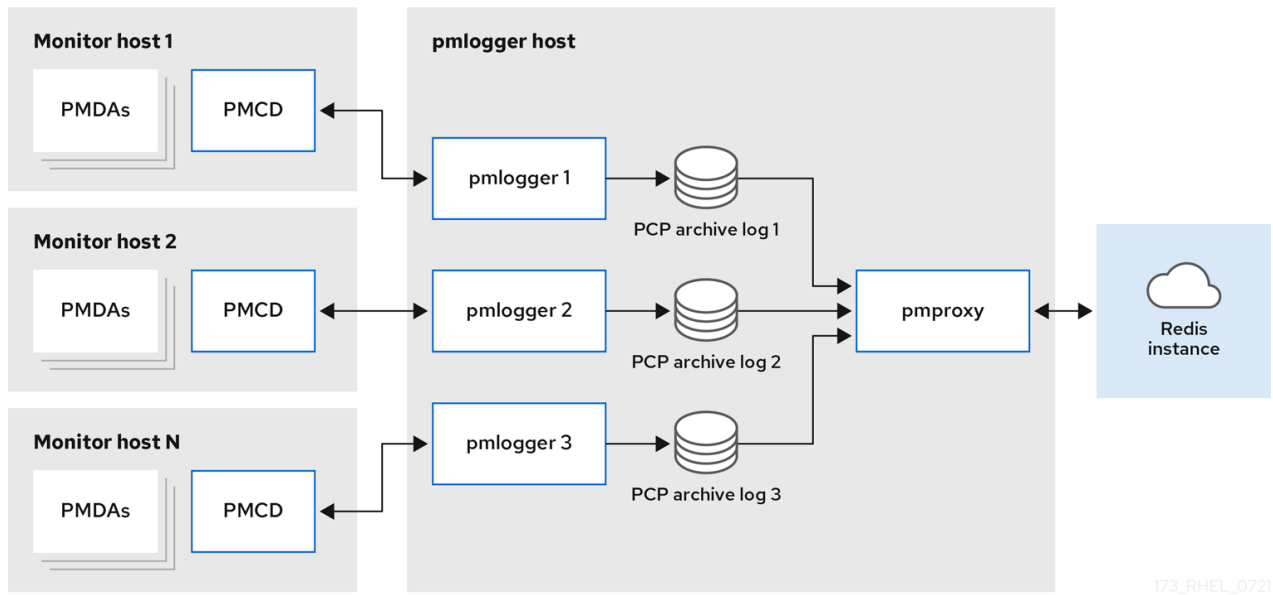 Monitor host 1
PMDAs
PMCD
Monitor host 2
PMDAs
PMCD
Monitor host N
PMDAs
PMCD
pmlogger host
pmlogger 1
PCP archive log 1
pmlogger 2
PCP archive log 2
pmlogger 3
PCP archive log 3
pmproxy
Redis
instance
173_RHEL_0721